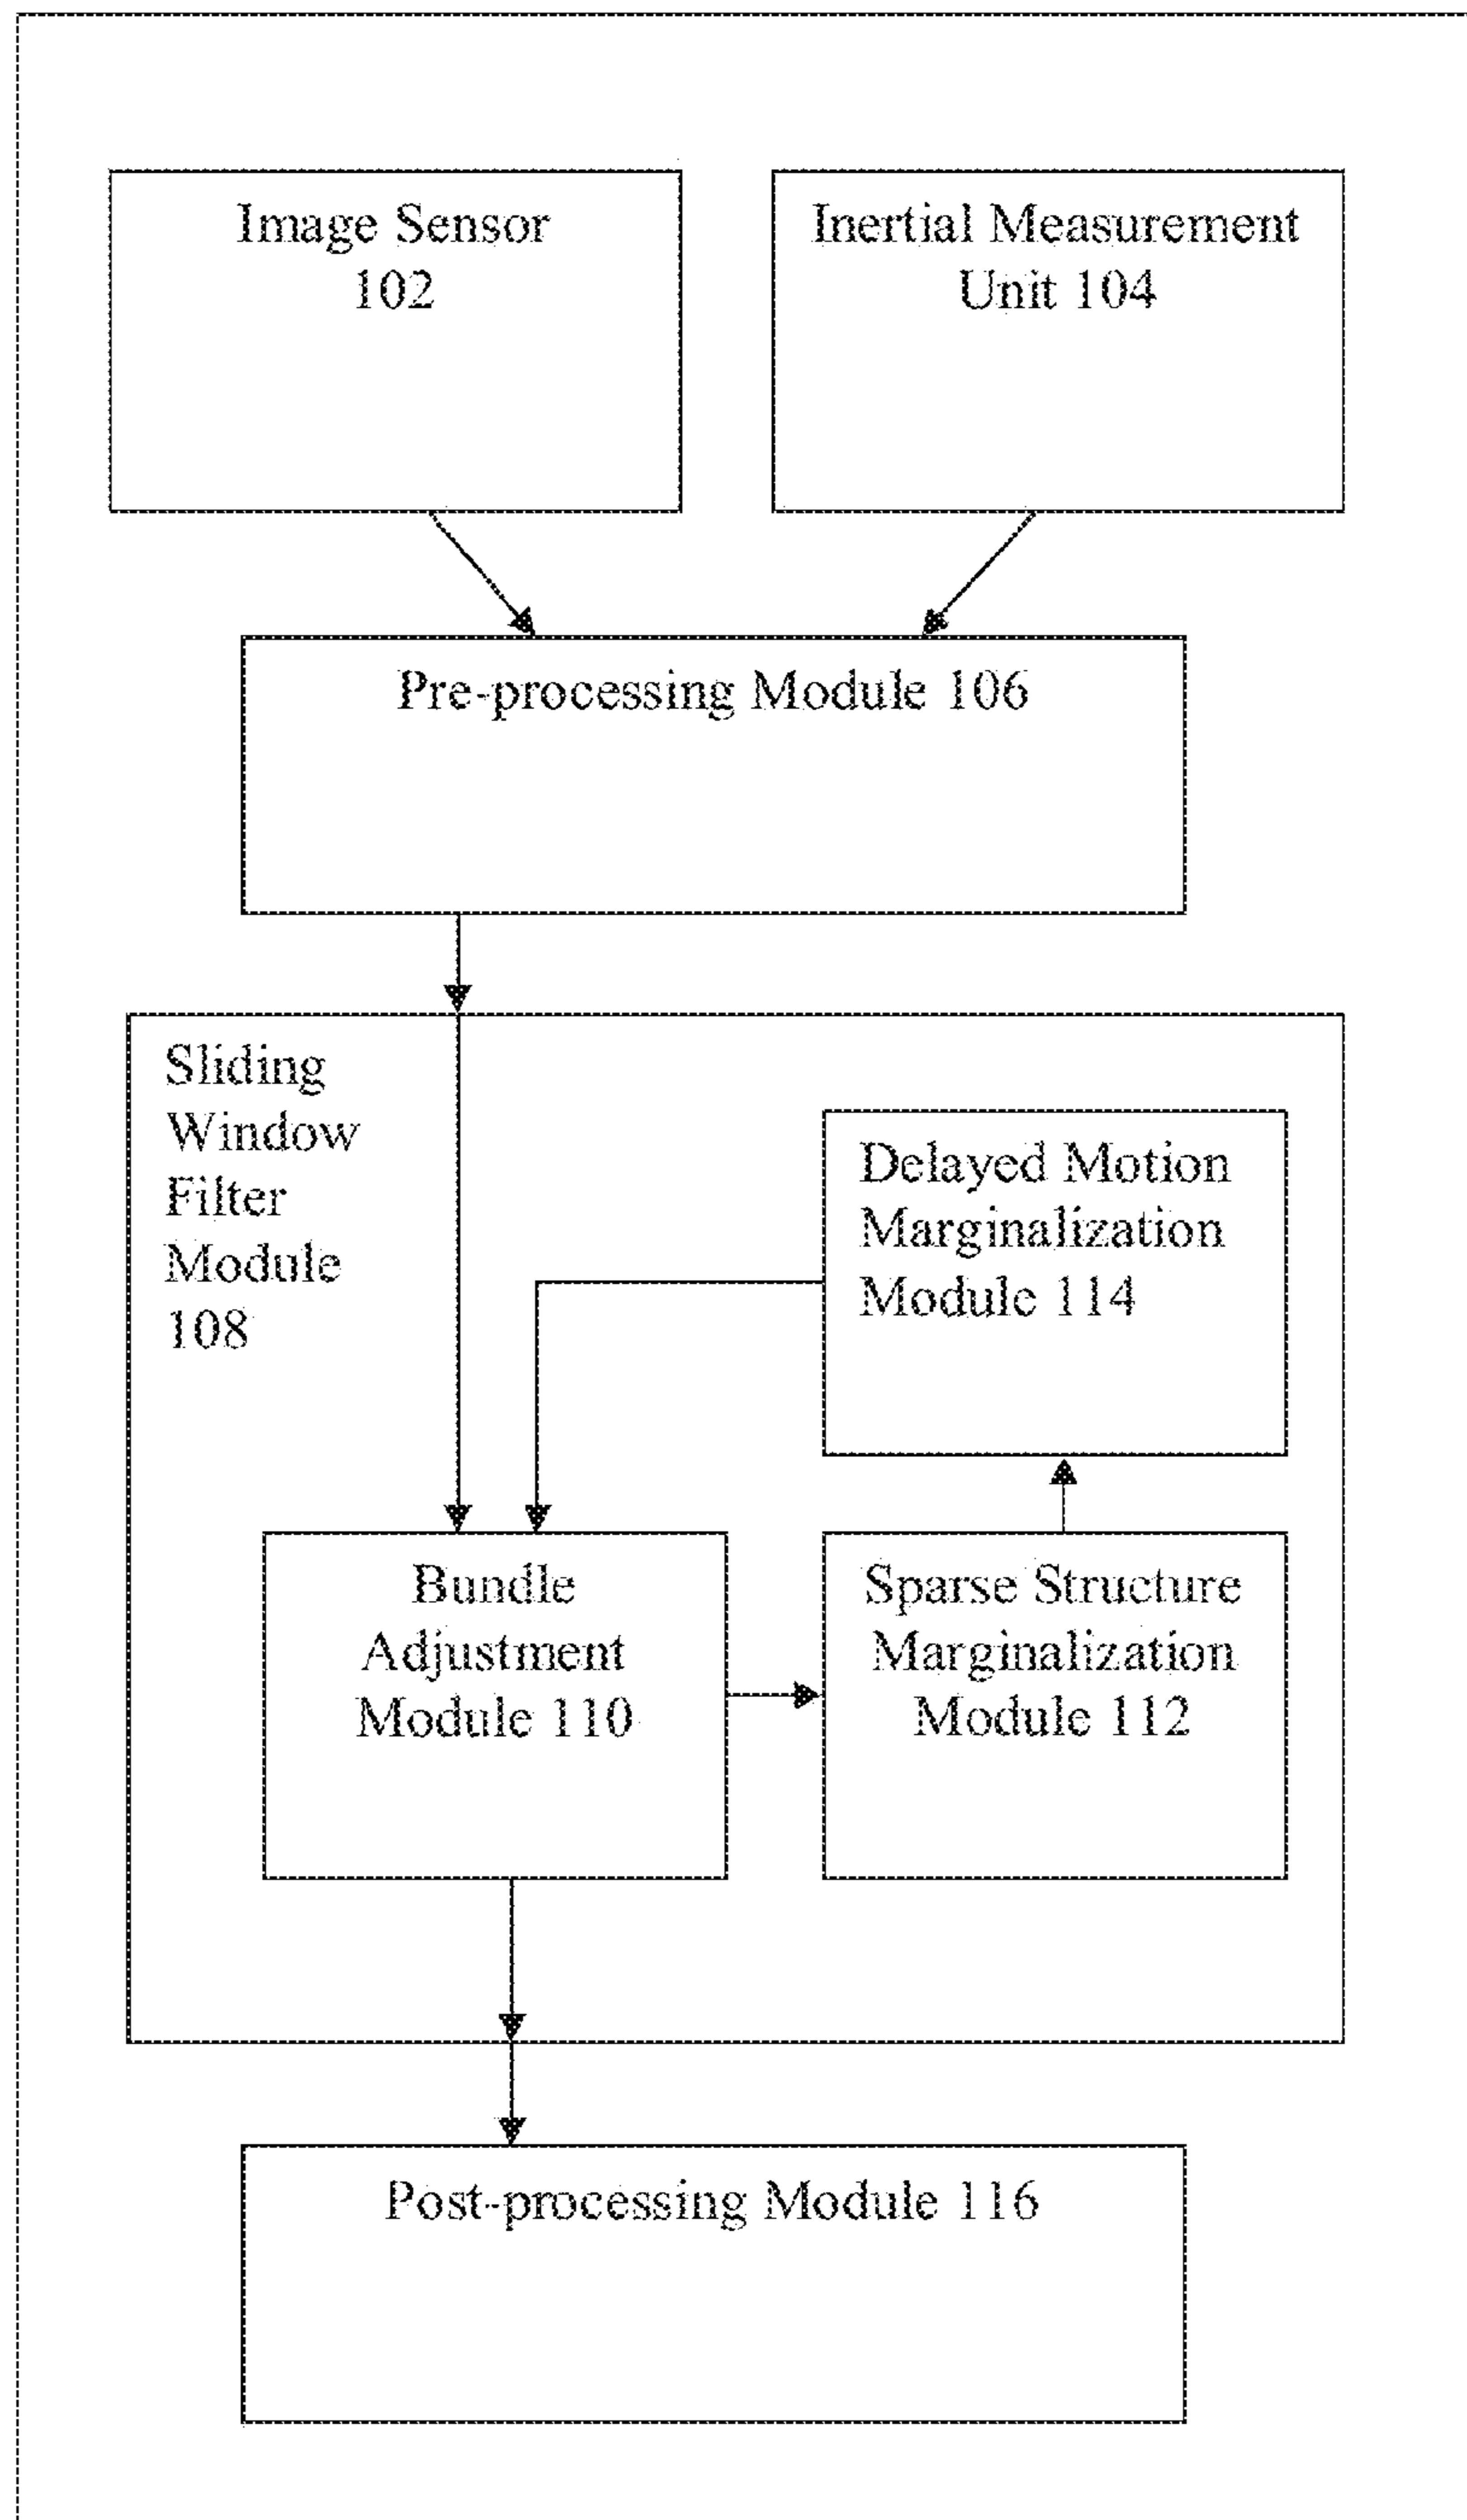 Image Sensor
102
Inertial Measurement
Unit 104
Pre-processing Module 106
Sliding
Window
Filter
Module
108
Delayed Motion
Marginalization
Module 114
Bundle
Adjustment
Module 110
Sparse Structure
Marginalization
Module 112
Post-processing Module 116